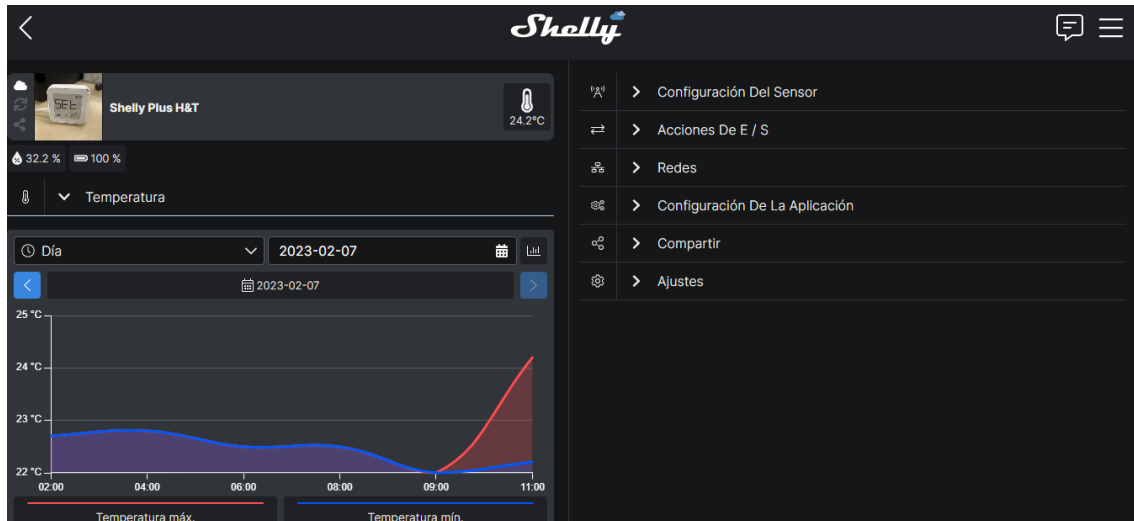 Shelly
SEt
Shelly Plus H&T
24.2°C
32.2 %
100 %
Temperatura
Día
2023-02-07
2023-02-07
25 °C
24 °C
23 °C
22 °C
02:00
04:00
06:00
08:00
09:00
11:00
Temperatura máx.
Temperatura mín.
Configuración Del Sensor
Acciones De E / S
Redes
Configuración De La Aplicación
Compartir
Ajustes